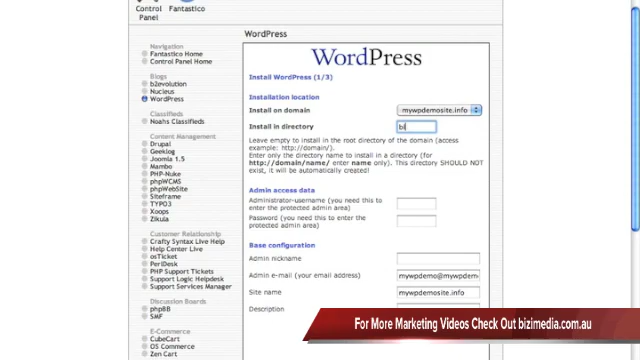 Control
Panel
Fantastico
Navigation
Fantastico Home
Control Panel Home
Blogs
b2evolution
Nucleus
WordPress
Classifieds
Noahs Classifieds
Content Management
Drupal
Geeklog
Joomla 1.5
Mambo
PHP-Nuke
phpWCMS
phpWebSite
Siteframe
TYPO3
Xoops
Zikula
Customer Relationship
Crafty Syntax Live Help
Help Center Live
osTicket
PerlDesk
PHP Support Tickets
Support Logic Helpdesk
Support Services Manager
Discussion Boards
phpBB
SMF
E-Commerce
CubeCart
OS Commerce
Zen Cart
WordPress
WORDPRESS
Install WordPress (1/3)
Installation location
Install on domain
mywpdemosite.info
Install in directory
bl
Leave empty to install in the root directory of the domain (access
example: http://domain/).
Enter only the directory name to install in a directory (for
http://domain/name/ enter name only). This directory SHOULD NOT
exist, it will be automatically created!
Admin access data
Administrator-username (you need this to
enter the protected admin area)
Password (you need this to enter the
protected admin area)
Base configuration
Admin nickname
Admin e-mail (your email address)
mywpdemo@mywpdem
Site name
mywpdemosite.info
Description
For More Marketing Videos Check Out bizimedia.com.au